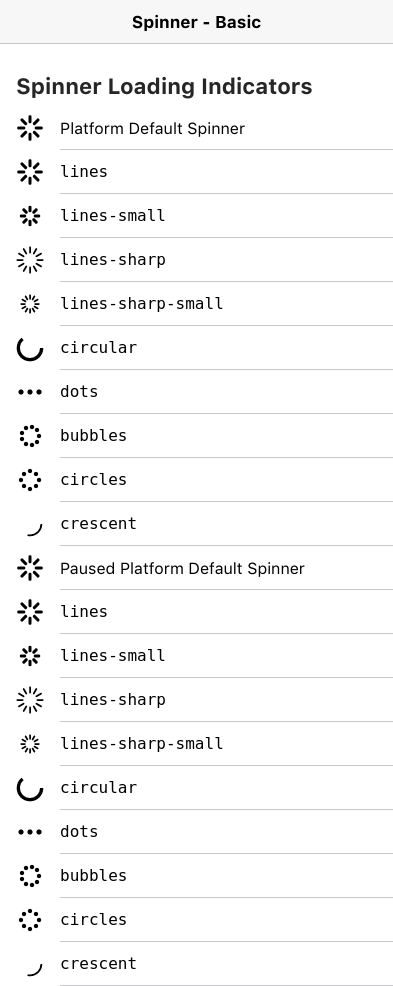 Spinner - Basic
Spinner Loading Indicators
Platform Default Spinner
lines
lines-small
lines-sharp
lines-sharp-small
circular
dots
bubbles
circles
crescent
Paused Platform Default Spinner
lines
lines-small
lines-sharp
lines-sharp-small
circular
dots
bubbles
circles
crescent